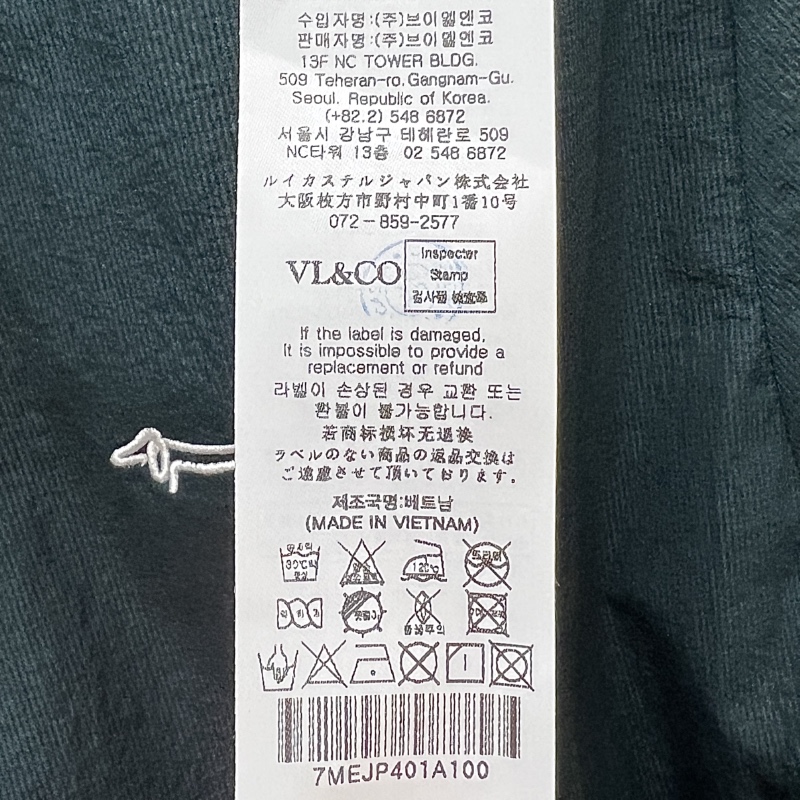 수입자명:(주)브이엘엔코
판매자명:(주)브이엘엔코
13F NC TOWER BLDG.
509 Teheran-ro.Gangnam-Gu.
Seoul. Republic of Korea.
(+82.2) 548 6872
서울시 강남구 테헤란로 509
NC타워 13층 02 548 6872
ルイカステルジャパン株式会社
大阪枚方市野村中町1番10号
072-859-2577
VL&CO
Inspecter
Stamp
검사필
If the label is damaged,
it is impossible to provide a
replacement or refund
라벨이 손상된 경우 교환 또는
환불이 불가능합니다.
若商标损坏无退换
ラベルのない商品の返品交換は
ご遠慮させて頂いております。
제조국명:베트남
(MADE IN VIETNAM)
30℃
120℃
드라이
7MEJP401A100